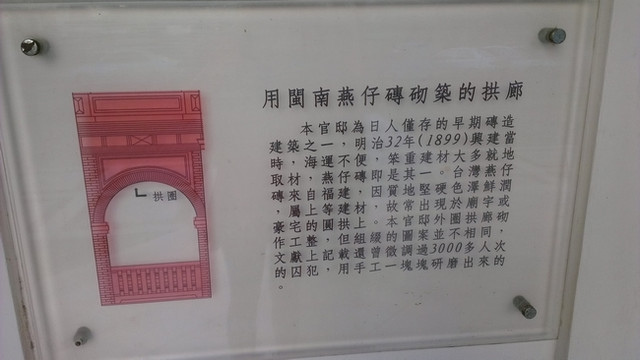 用閩南燕仔磚砌築的拱廊
本官邸為日人僅存的早期磚造
建築之一，明治32年(1899)興建當
時，海運不便，笨重建材大多就地
取材，燕仔磚即是其一。台灣燕仔
磚來自福建，因質地堅硬色澤鮮潤
，屬上等建材，故常出現於廟宇或
豪宅的圓拱上。本官邸外圈拱廊砌
作工整，但組綴的圖案並不相同，
文獻上記載還曾徵調過3000多人次
的囚犯，用手工一塊塊研磨出來的
。
拱圈